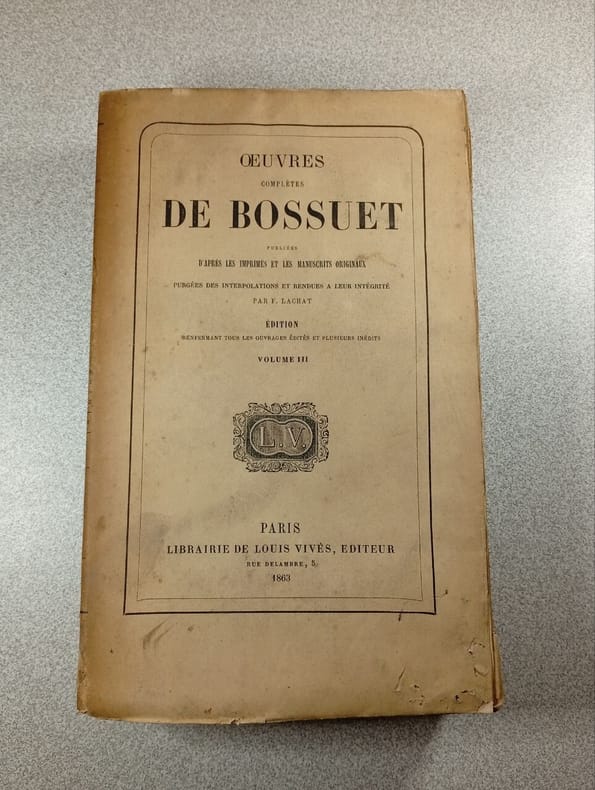 ŒUVRES
COMPLÈTES
DE BOSSUET
PUBLIÉES
D'APRÈS LES IMPRIMÉS ET LES MANUSCRITS ORIGINAUX
PURGÉES DES INTERPOLATIONS ET RENDUES A LEUR INTÉGRITÉ
PAR F. LACHAT
ÉDITION
RENFERMANT TOUS LES OUVRAGES ÉDITÉS ET PLUSIEURS INÉDITS
VOLUME III
L.V.
PARIS
LIBRAIRIE DE LOUIS VIVÈS, EDITEUR
RUE DELAMBRE, 5
1863